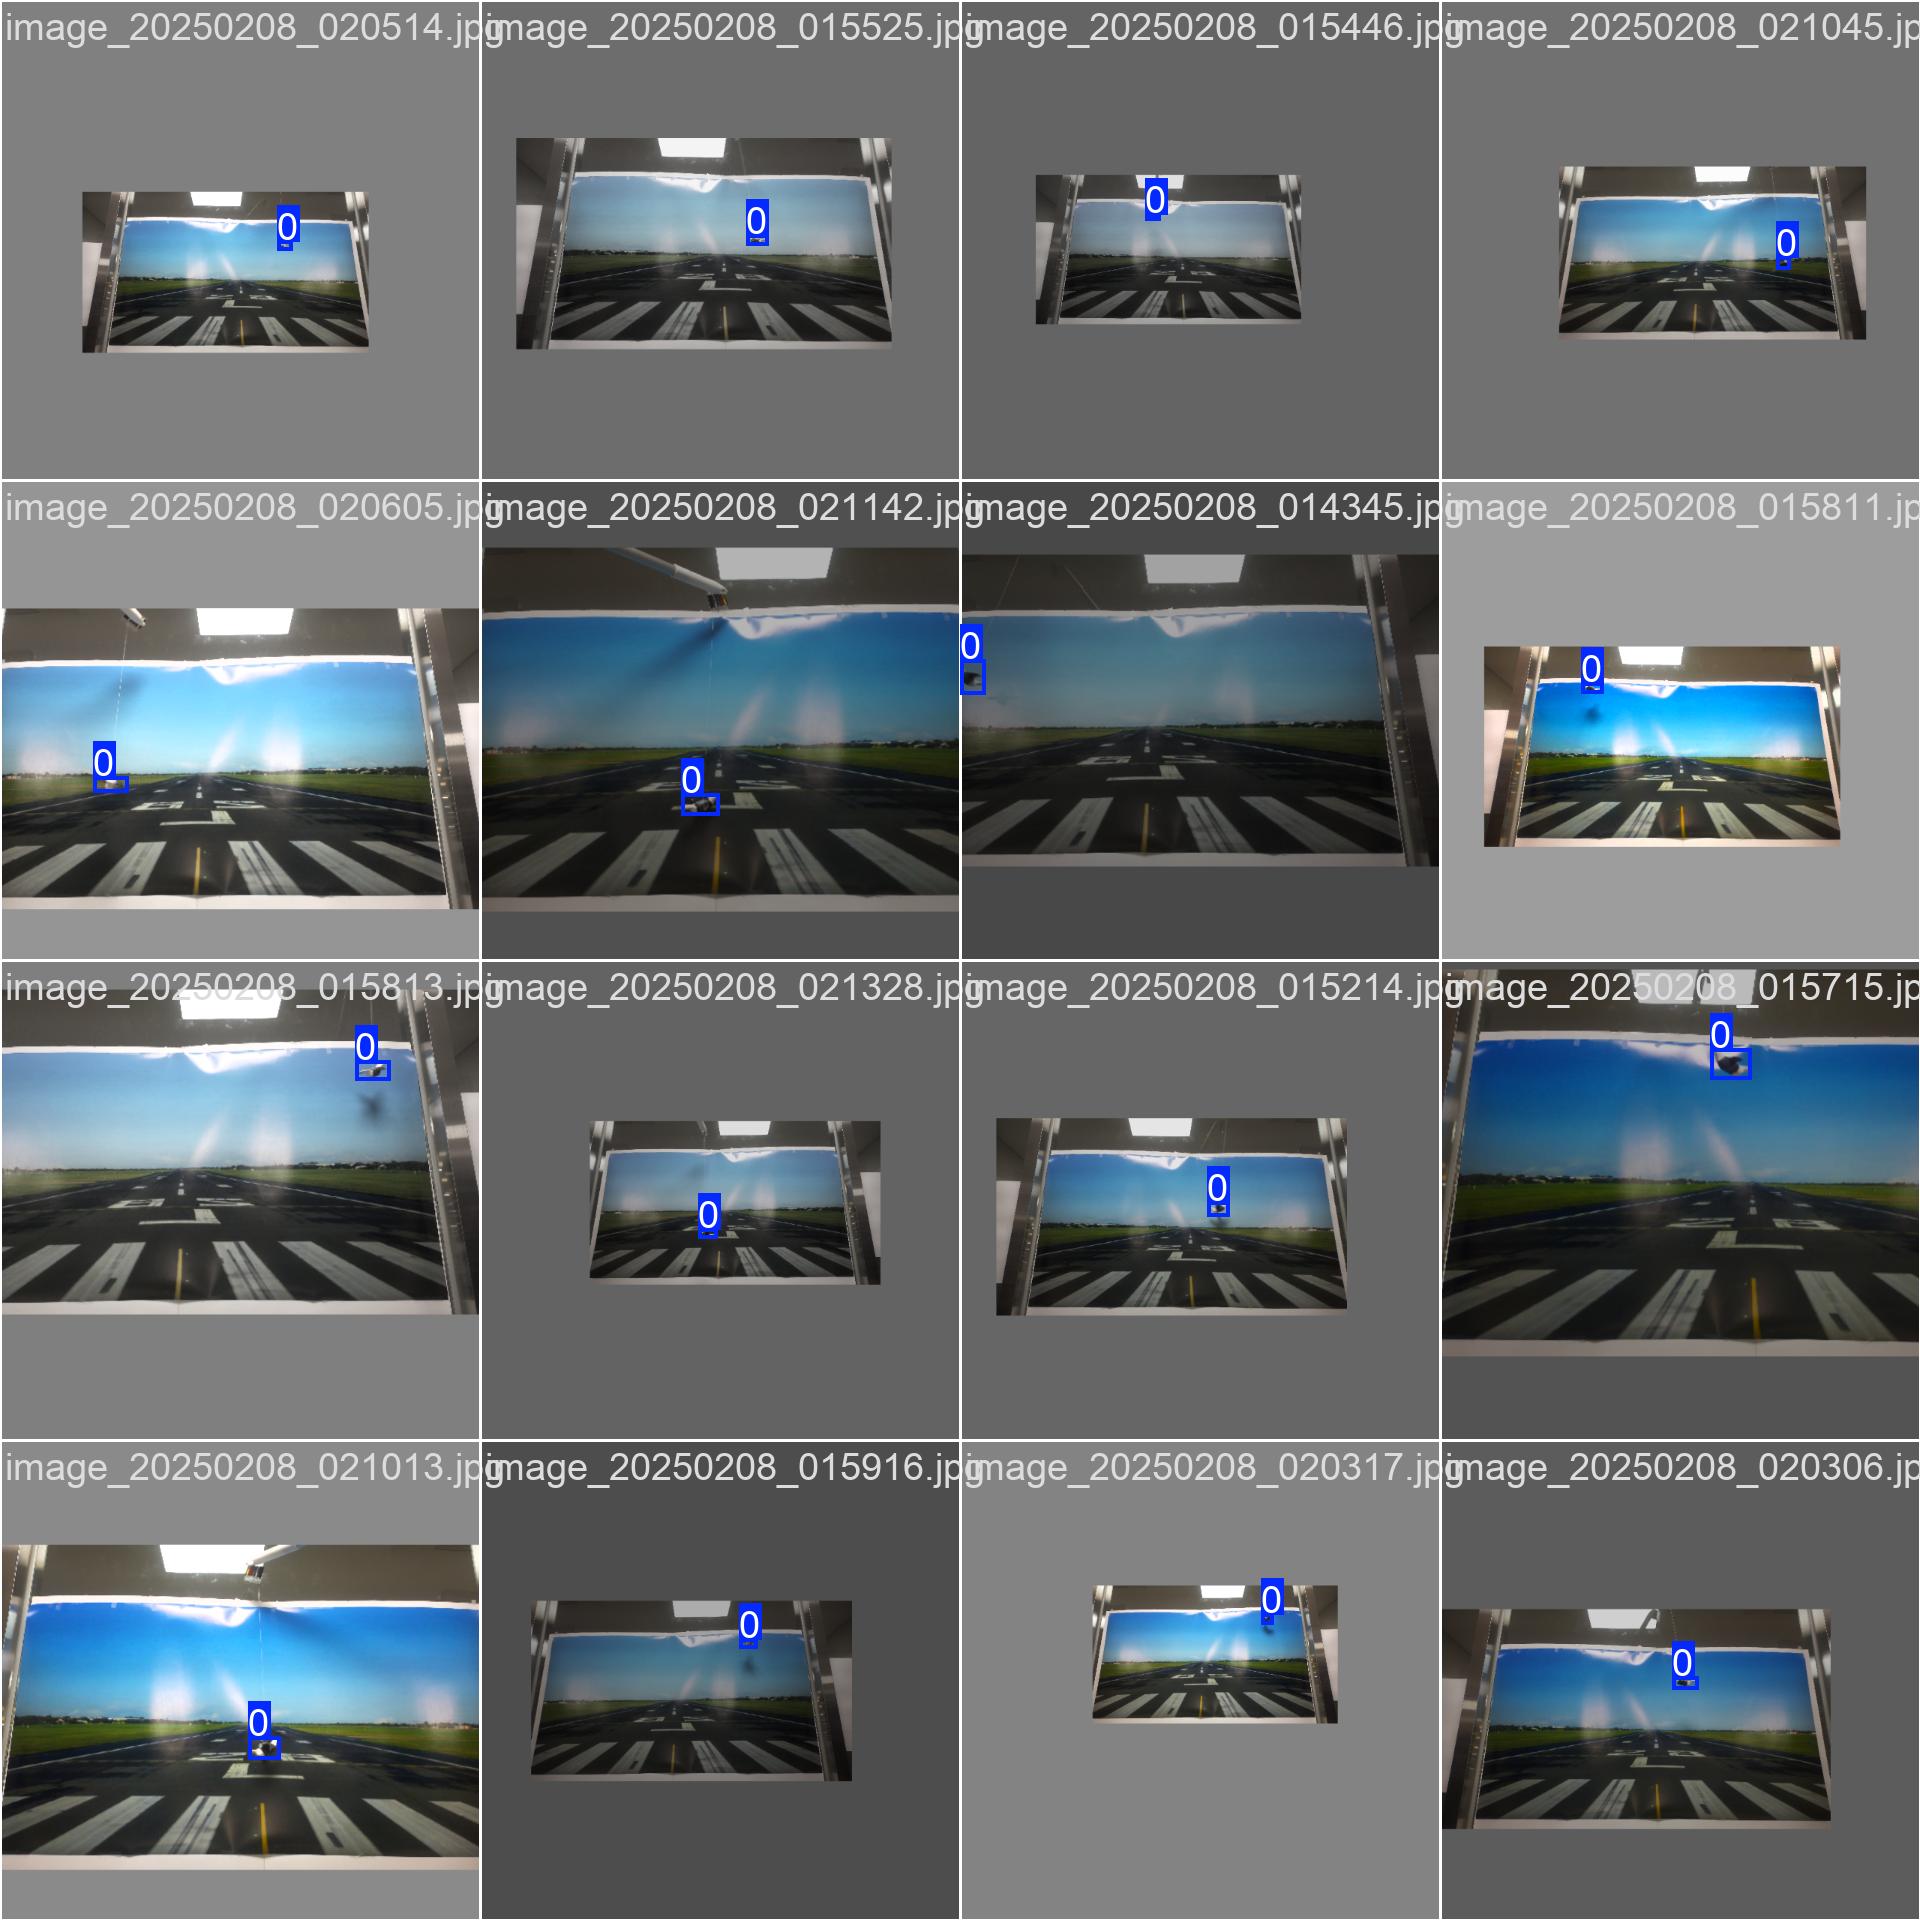 image_20250208_020514.jpg
image_20250208_015525.jpg
image_20250208_015446.jpg
image_20250208_021045.jp
0
0
0
0
image_20250208_020605.jpg
image_20250208_021142.jpg
image_20250208_014345.jpg
image_20250208_015811.jp
0
0
0
0
image_20250208_015813.jpg
image_20250208_021328.jpg
image_20250208_015214.jpg
image_20250208_015715.jp
0
0
0
0
image_20250208_021013.jpg
image_20250208_015916.jpg
image_20250208_020317.jpg
image_20250208_020306.jp
0
0
0
0